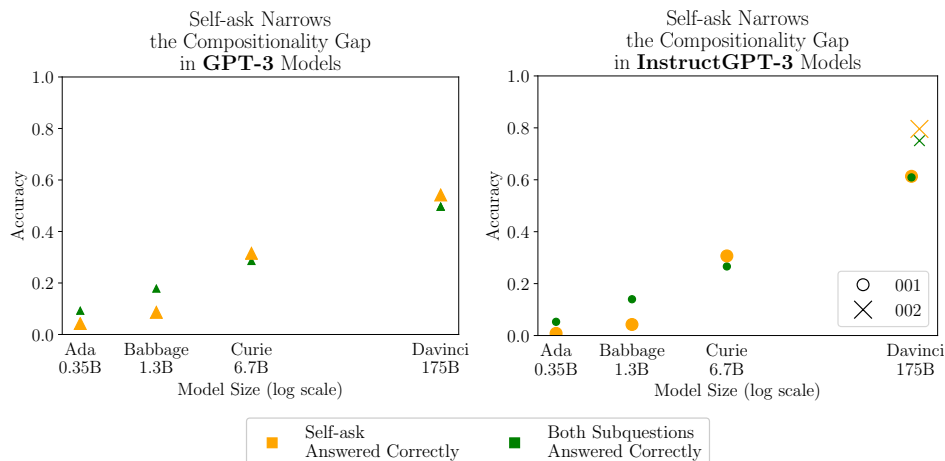 Self-ask Narrows
the Compositionality Gap
in GPT-3 Models
1.0
0.8
0.6
0.4
0.2
0.0
Accuracy
Ada
0.35B
Babbage
1.3B
Curie
6.7B
Davinci
175B
Model Size (log scale)
Self-ask Narrows
the Compositionality Gap
in InstructGPT-3 Models
1.0
0.8
0.6
0.4
0.2
0.0
Accuracy
001
002
Ada
0.35B
Babbage
1.3B
Curie
6.7B
Davinci
175B
Model Size (log scale)
Self-ask
Answered Correctly
Both Subquestions
Answered Correctly